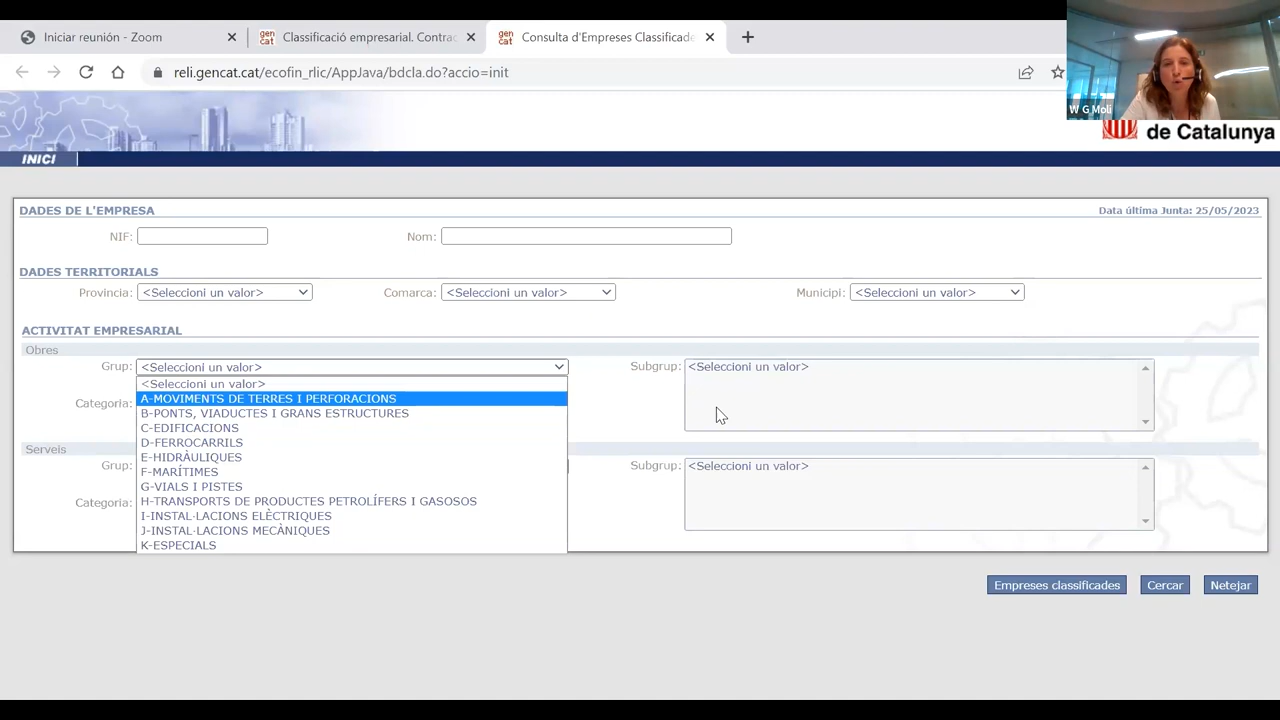 Iniciar reunión - Zoom
gen cat
Classificació empresarial. Contrac
gen cat
Consulta d'Empreses Classificade
reli.gencat.cat/ecofin_rlic/AppJava/bdcla.do?accio=init
W G Moli
de Catalunya
INICI
DADES DE L'EMPRESA
Data última Junta: 25/05/2023
NIF:
Nom:
DADES TERRITORIALS
Provincia: <Seleccioni un valor>
Comarca: <Seleccioni un valor>
Municipi: <Seleccioni un valor>
ACTIVITAT EMPRESARIAL
Obres
Grup: <Seleccioni un valor>
Subgrup: <Seleccioni un valor>
<Seleccioni un valor>
A-MOVIMENTS DE TERRES I PERFORACIONS
Categoria:
B-PONTS, VIADUCTES I GRANS ESTRUCTURES
C-EDIFICACIONS
D-FERROCARRILS
Serveis
E-HIDRÀULIQUES
Grup:
Subgrup: <Seleccioni un valor>
F-MARÍTIMES
G-VIALS I PISTES
Categoria:
H-TRANSPORTS DE PRODUCTES PETROLÍFERS I GASOSOS
I-INSTAL·LACIONS ELÈCTRIQUES
J-INSTAL·LACIONS MECÀNIQUES
K-ESPECIALS
Empreses classificades
Cercar
Netejar